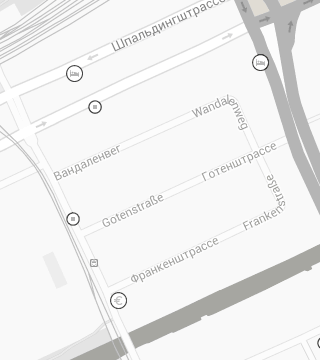 Шпальдингштрассе
Wandalenweg
Вандаленвег
Готенштрассе
Gotenstraße
Frankenstraße
Франкенштрассе
€